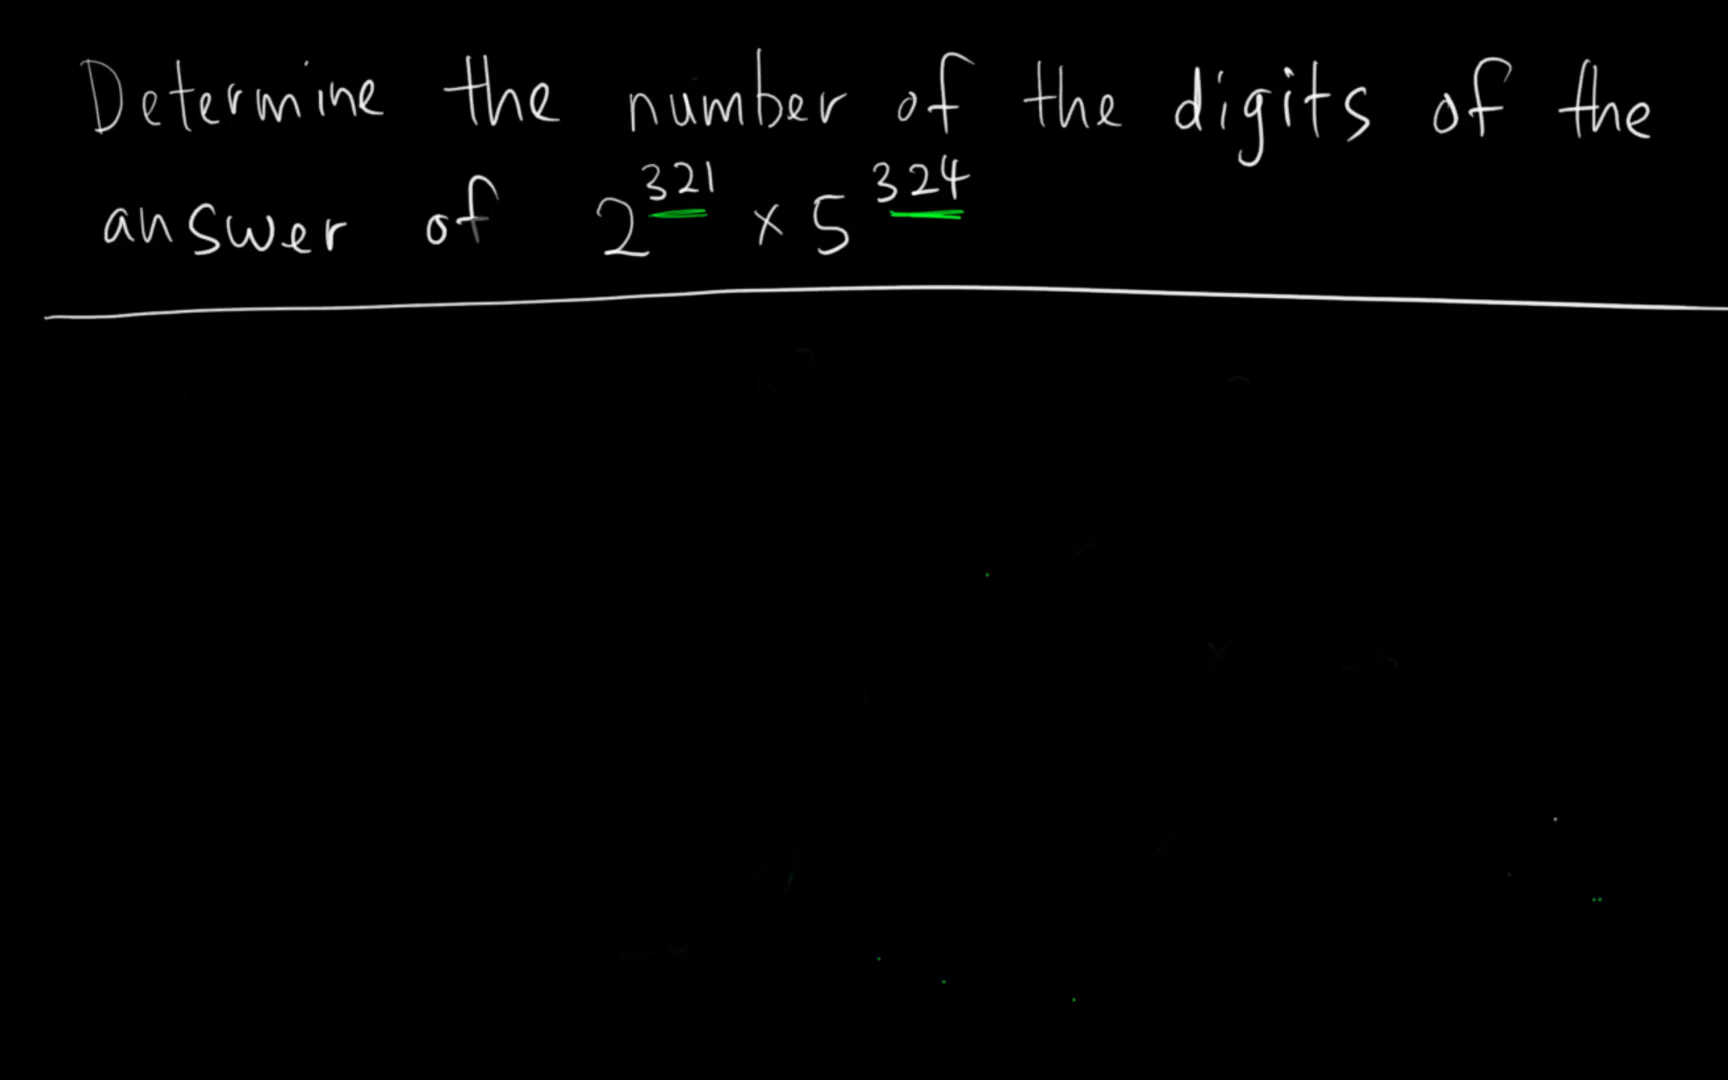 Determine the number of the digits of the
answer of 2^321 × 5^324